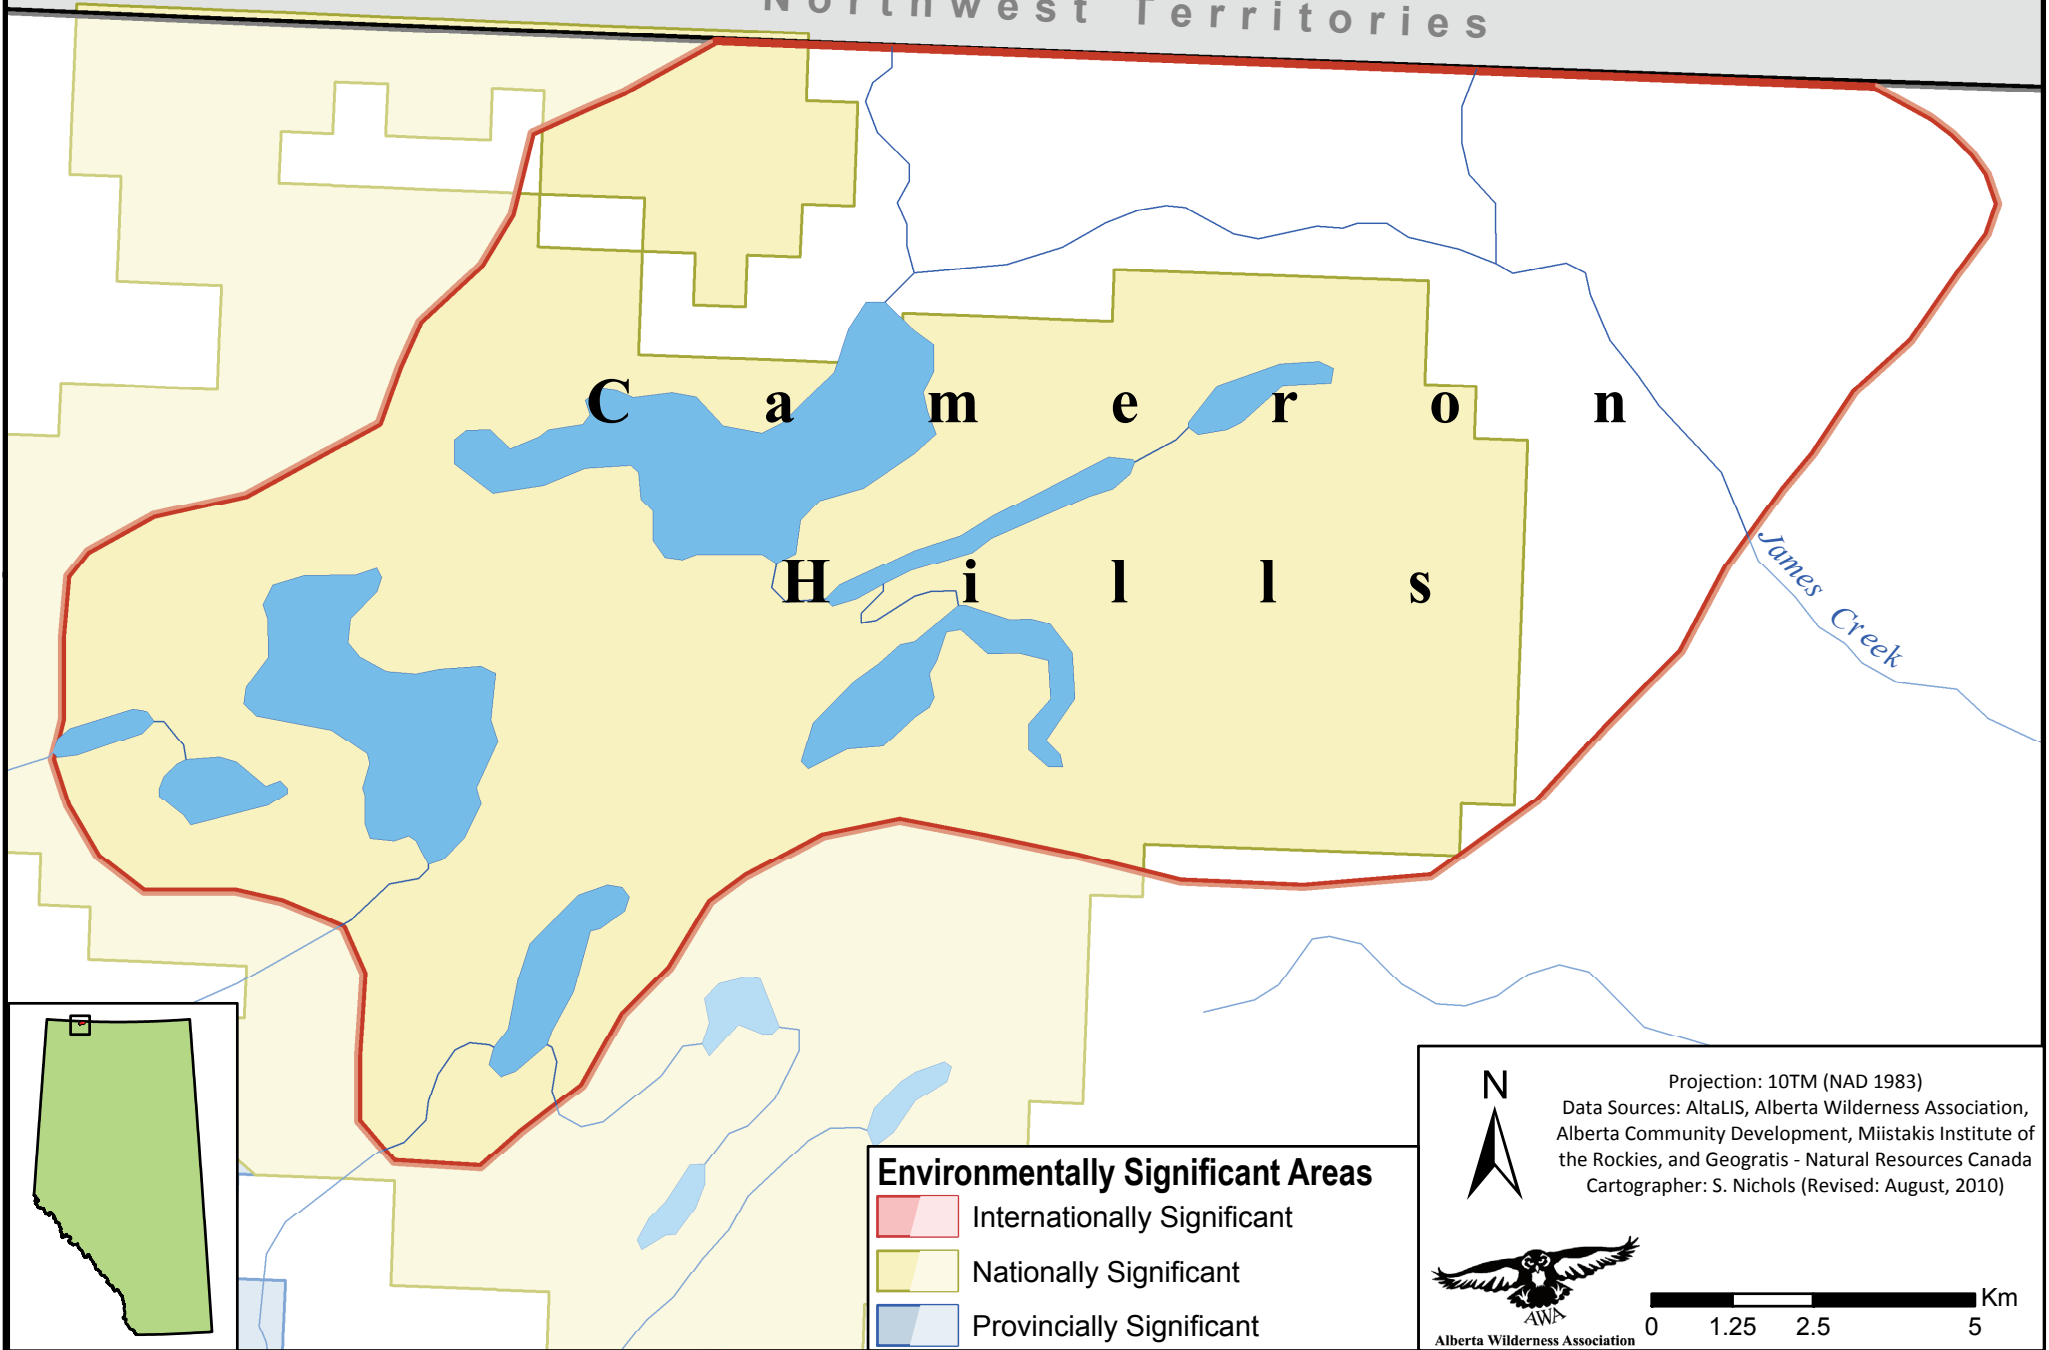 Northwest Territories
Cameron
Hills
James Creek
N
Projection: 10TM (NAD 1983)
Data Sources: AltaLIS, Alberta Wilderness Association,
Alberta Community Development, Miistakis Institute of
the Rockies, and Geogratis - Natural Resources Canada
Cartographer: S. Nichols (Revised: August, 2010)
Environmentally Significant Areas
Internationally Significant
Nationally Significant
Provincially Significant
AWA
Alberta Wilderness Association
Km
0 1.25 2.5 5